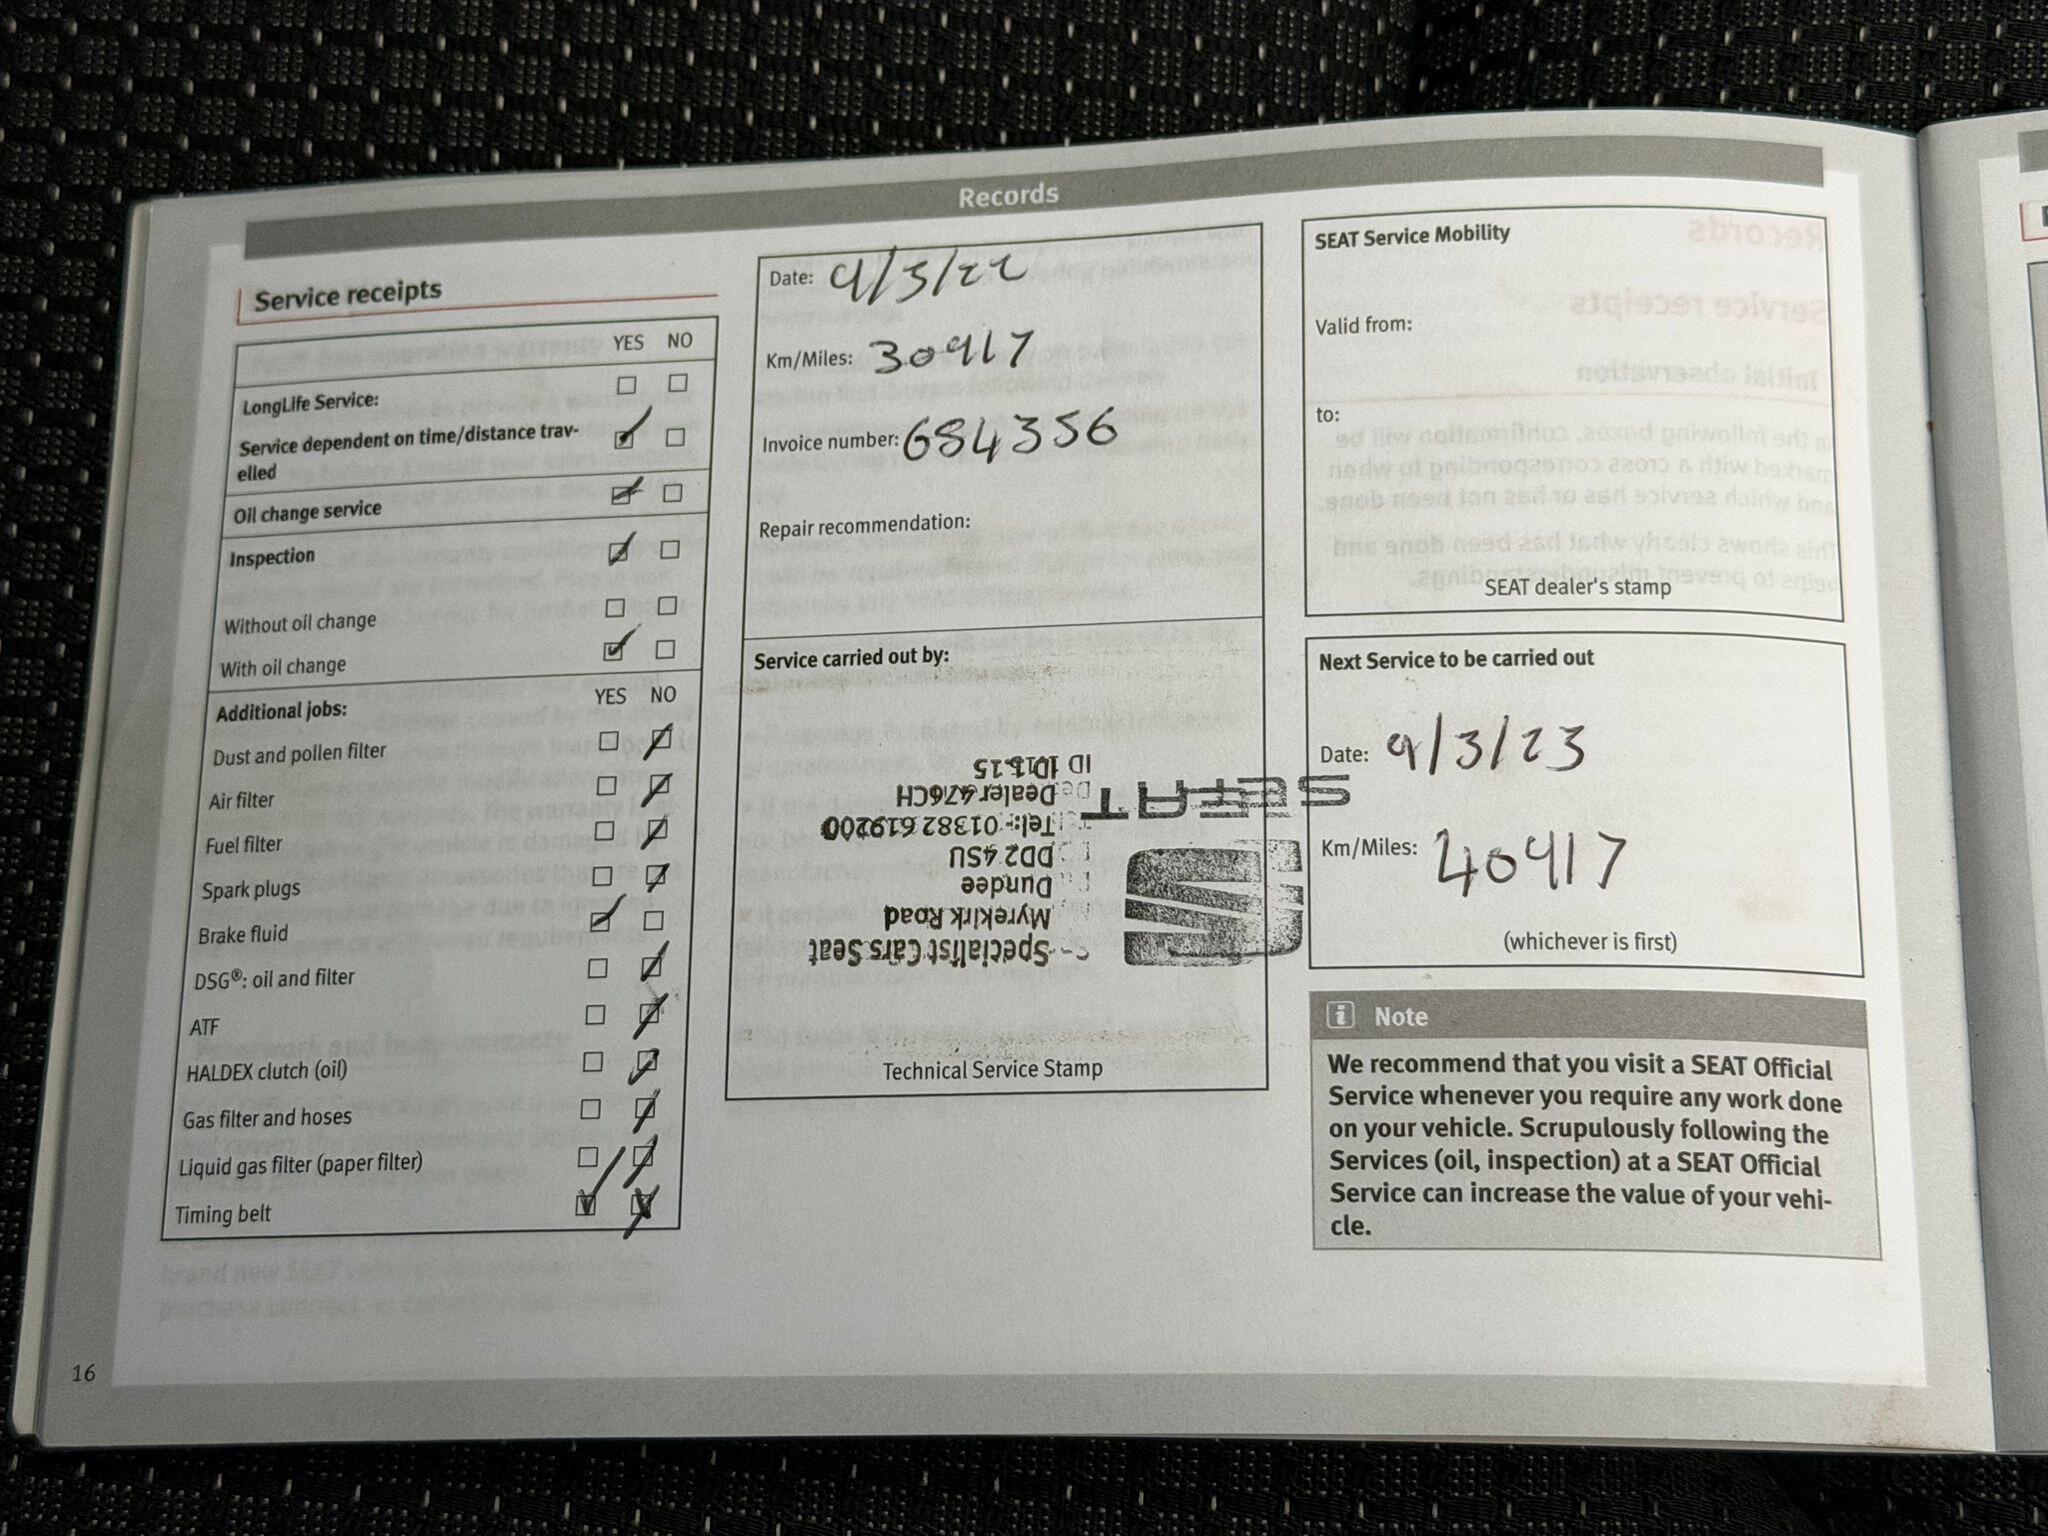 Records
Service receipts
YES NO
LongLife Service:
Service dependent on time/distance trav-
elled
Oil change service
Inspection
Without oil change
With oil change
Additional jobs: YES NO
Dust and pollen filter
Air filter
Fuel filter
Spark plugs
Brake fluid
DSG®: oil and filter
ATF
HALDEX clutch (oil)
Gas filter and hoses
Liquid gas filter (paper filter)
Timing belt
16
Date: 9/3/22
Km/Miles: 30917
Invoice number: 684356
Repair recommendation:
Service carried out by:
SEAT
Specialist Cars Seat
Myrekirk Road
Dundee
DD2 4SU
Tel:- 01382 619200
Dealer 476CH
Technical Service Stamp
SEAT Service Mobility
Valid from:
to:
SEAT dealer's stamp
Next Service to be carried out
Date: 9/3/23
Km/Miles: 40917
(whichever is first)
i Note
We recommend that you visit a SEAT Official
Service whenever you require any work done
on your vehicle. Scrupulously following the
Services (oil, inspection) at a SEAT Official
Service can increase the value of your vehi-
cle.